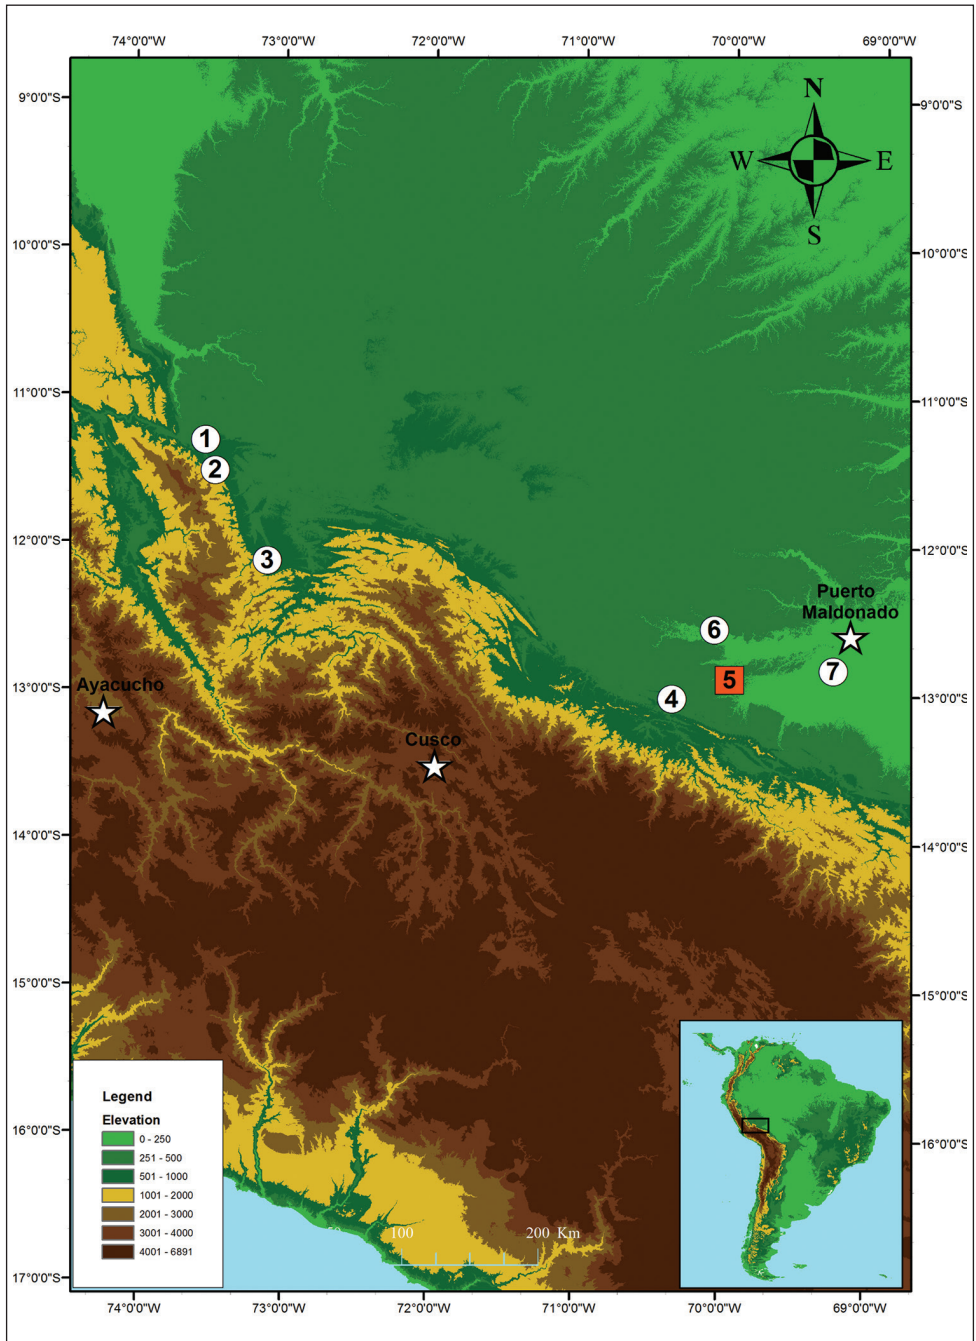 74°0'0"W 73°0'0"W 72°0'0"W 71°0'0"W 70°0'0"W 69°0'0"W
9°0'0"S 9°0'0"S
N
W E
S
10°0'0"S 10°0'0"S
11°0'0"S 11°0'0"S
1
2
12°0'0"S 12°0'0"S
3
Puerto
Maldonado
6
7
5
4
13°0'0"S 13°0'0"S
Ayacucho
Cusco
14°0'0"S 14°0'0"S
15°0'0"S 15°0'0"S
16°0'0"S 16°0'0"S
17°0'0"S
Legend
Elevation
0 - 250
251 - 500
501 - 1000
1001 - 2000
2001 - 3000
3001 - 4000
4001 - 6891
100 200 Km
74°0'0"W 73°0'0"W 72°0'0"W 71°0'0"W 70°0'0"W 69°0'0"W